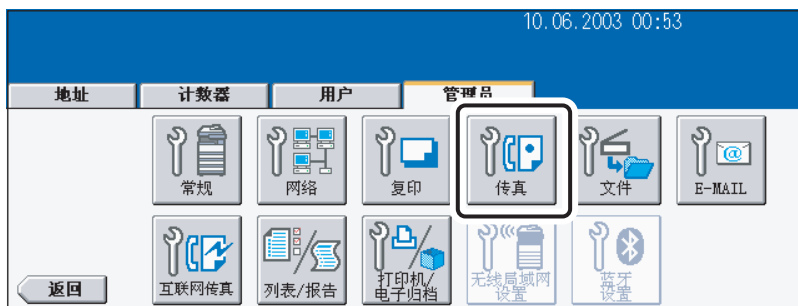 10.06.2003 00:53
地址 计数器 用户 管理员
常规 网络 复印 传真 文件 E-MAIL
互联网传真 列表/报告 打印机/
电子归档 无线局域网
设置 蓝牙
设置
返回